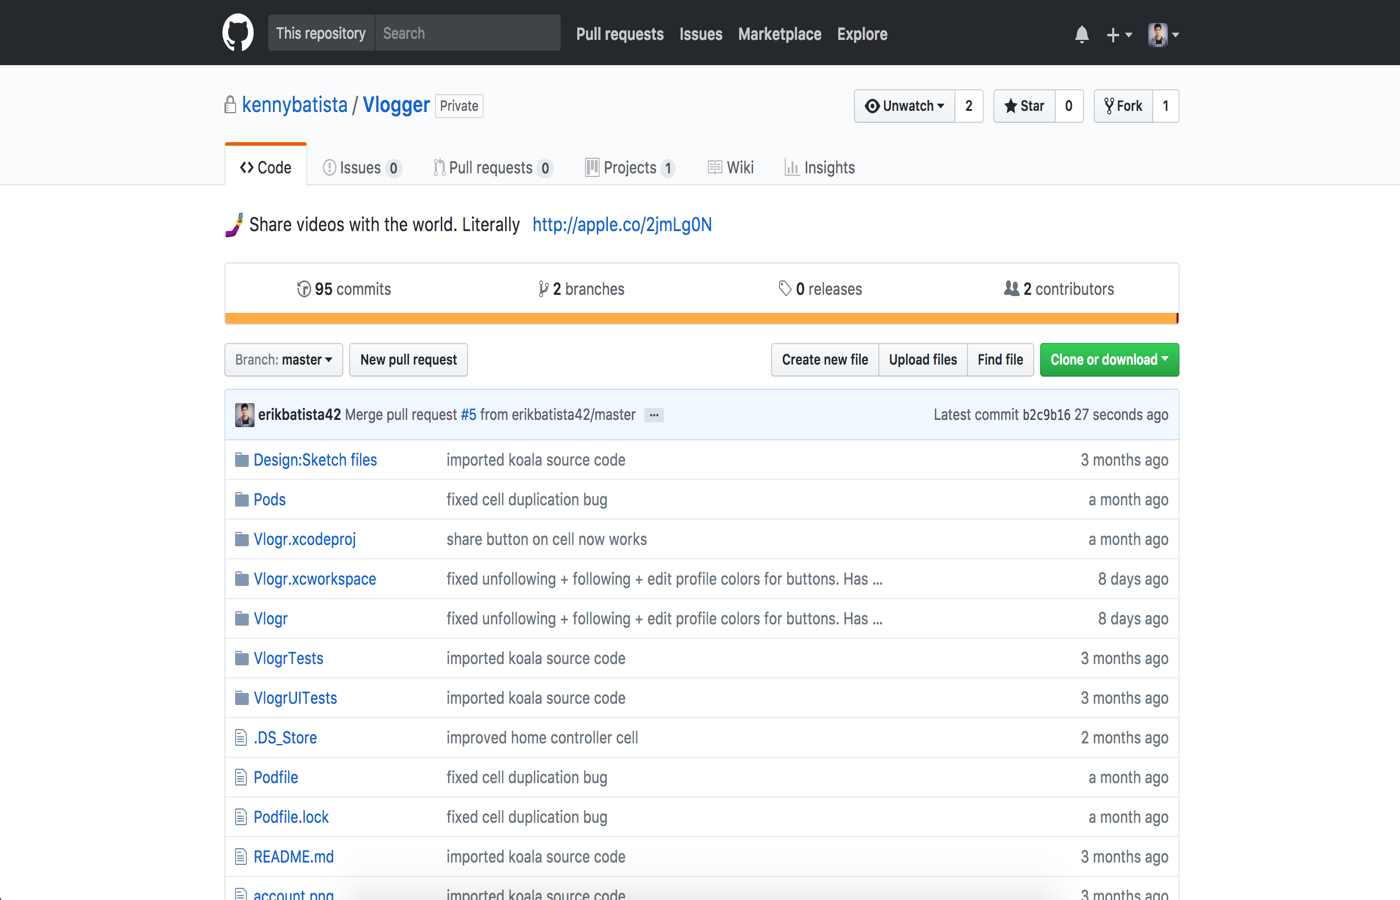 This repository Search Pull requests Issues Marketplace Explore
kennybatista / Vlogger Private Unwatch 2 Star 0 Fork 1
Code Issues 0 Pull requests 0 Projects 1 Wiki Insights
Share videos with the world. Literally http://apple.co/2jmLg0N
95 commits 2 branches 0 releases 2 contributors
Branch: master New pull request Create new file Upload files Find file Clone or download
erikbatista42 Merge pull request #5 from erikbatista42/master ... Latest commit b2c9b16 27 seconds ago
Design:Sketch files imported koala source code 3 months ago
Pods fixed cell duplication bug a month ago
Vlogr.xcodeproj share button on cell now works a month ago
Vlogr.xcworkspace fixed unfollowing + following + edit profile colors for buttons. Has ... 8 days ago
Vlogr fixed unfollowing + following + edit profile colors for buttons. Has ... 8 days ago
VlogrTests imported koala source code 3 months ago
VlogrUITests imported koala source code 3 months ago
.DS_Store improved home controller cell 2 months ago
Podfile fixed cell duplication bug a month ago
Podfile.lock fixed cell duplication bug a month ago
README.md imported koala source code 3 months ago
account.png imported koala source code 3 months ago